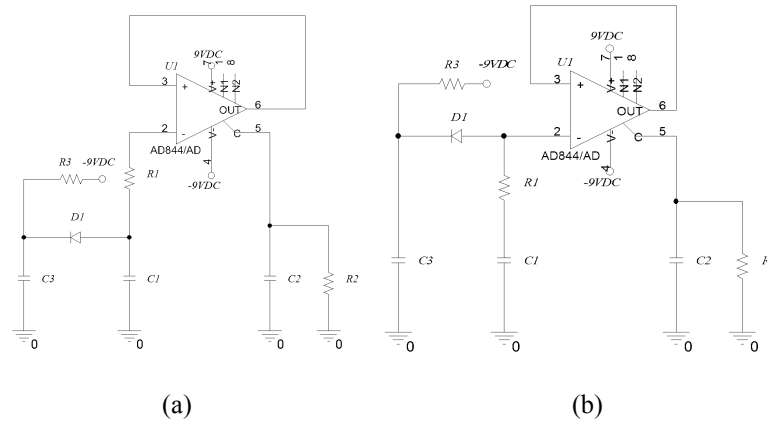 9VDC
U1
7
1
8
3
+
V+
N1
N2
OUT
6
2
-
V-
C
5
AD844/AD
4
-9VDC
R3
-9VDC
R1
D1
C3
C1
C2
R2
0
0
0
0
(a)
9VDC
U1
7
1
8
R3
-9VDC
3
+
V+
N1
N2
OUT
6
D1
2
-
V-
C
5
AD844/AD
4
-9VDC
R1
C3
C1
C2
R
0
0
0
0
(b)